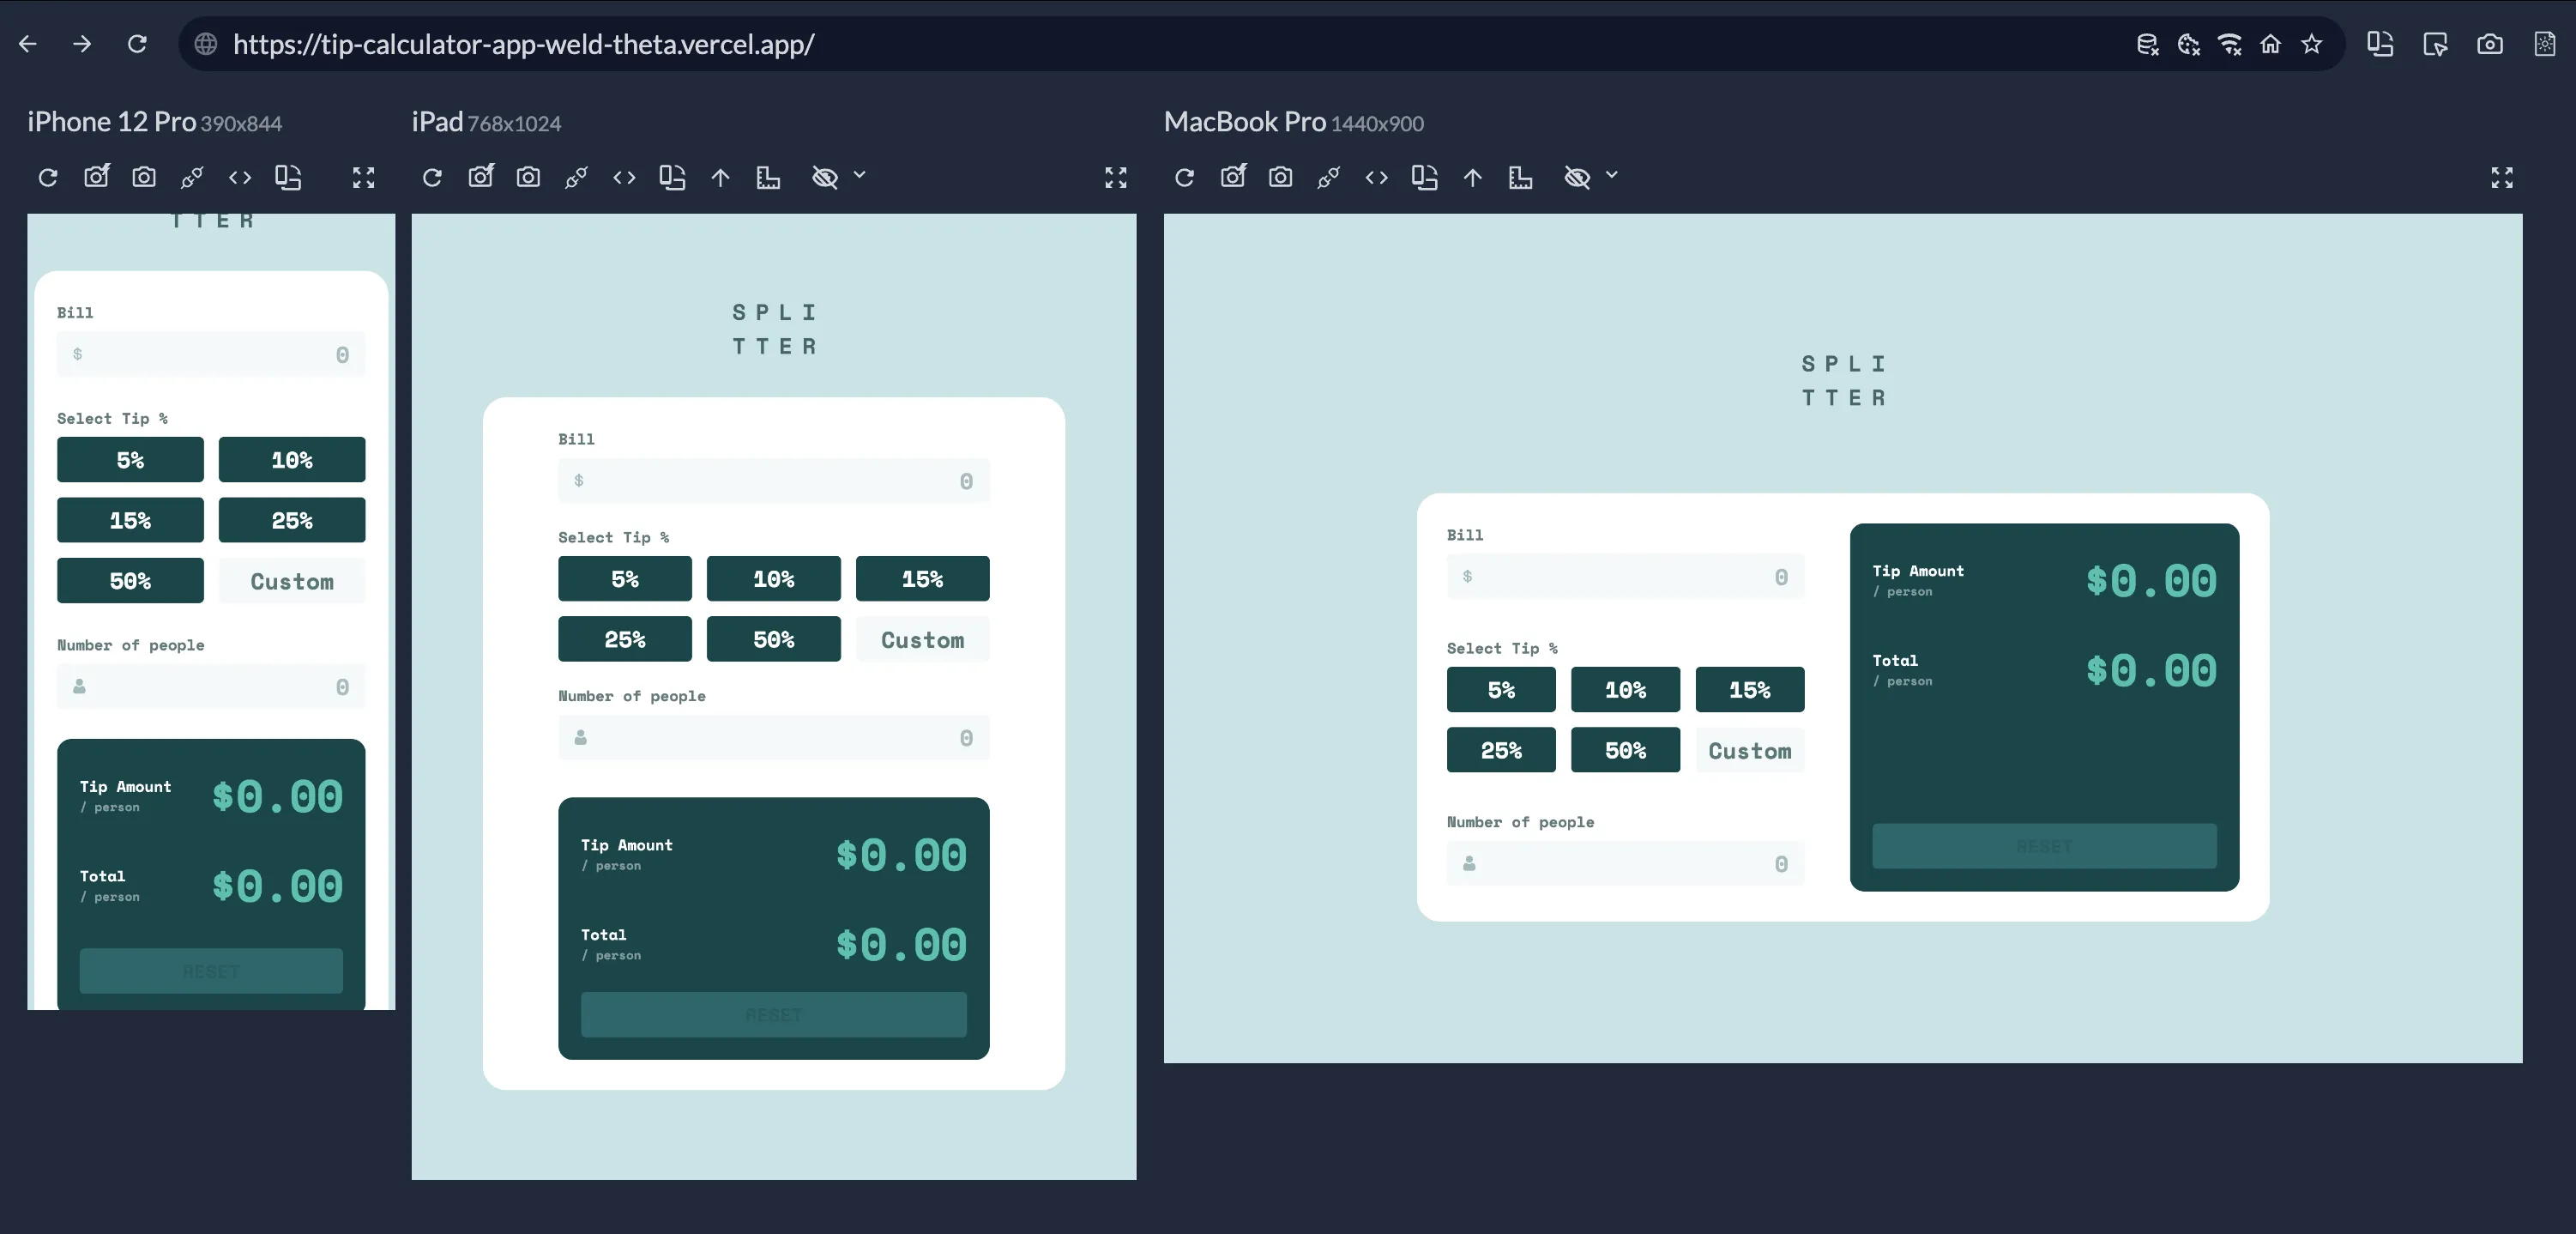 https://tip-calculator-app-weld-theta.vercel.app/
iPhone 12 Pro 390x844
TTER
Bill
$ 0
Select Tip %
5% 10%
15% 25%
50% Custom
Number of people
0
Tip Amount
/ person
$0.00
Total
/ person
$0.00
RESET
iPad 768x1024
SPLI
TTER
Bill
$ 0
Select Tip %
5% 10% 15%
25% 50% Custom
Number of people
0
Tip Amount
/ person
$0.00
Total
/ person
$0.00
RESET
MacBook Pro 1440x900
SPLI
TTER
Bill
$ 0
Select Tip %
5% 10% 15%
25% 50% Custom
Number of people
0
Tip Amount
/ person
$0.00
Total
/ person
$0.00
RESET